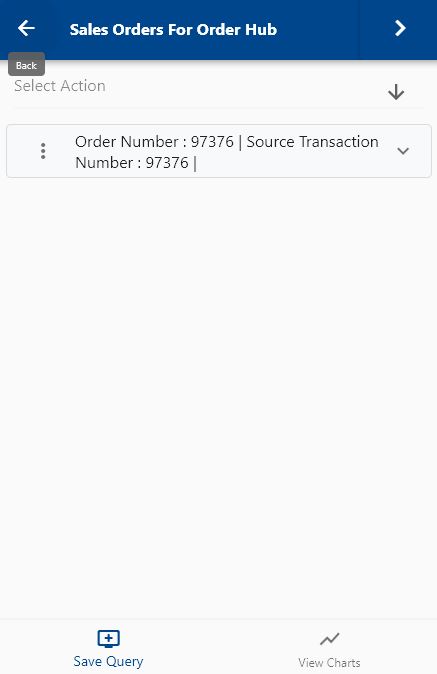 Sales Orders For Order Hub
Back
Select Action
Order Number : 97376 | Source Transaction
Number : 97376 |
Save Query
View Charts